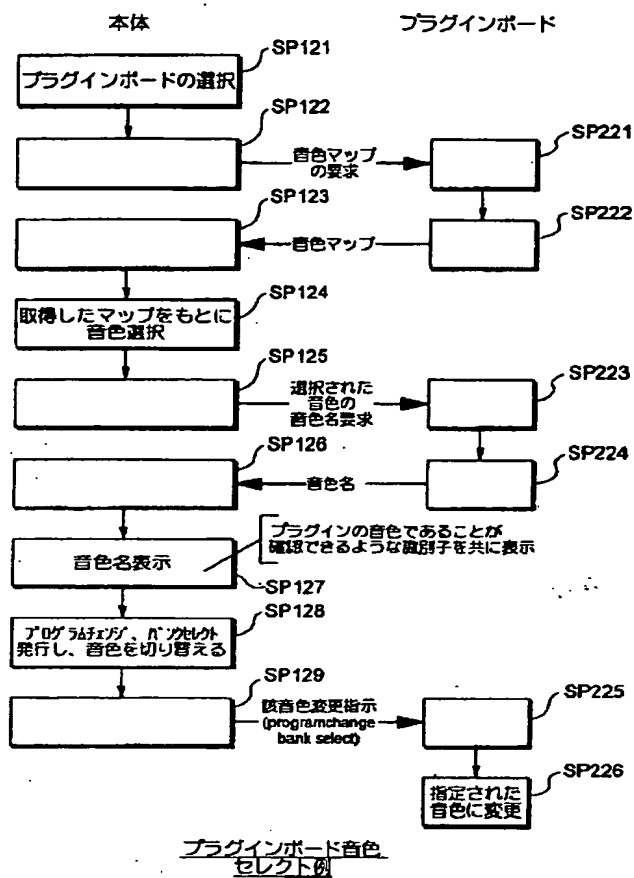 本体
プラグインボード
SP121
プラグインボードの選択
SP122
SP221
音色マップ
の要求
SP123
SP222
音色マップ
SP124
取得したマップをもとに
音色選択
SP125
SP223
選択された
音色の
音色名要求
SP126
SP224
音色名
プラグインの音色であることが
確認できるような識別子を共に表示
音色名表示
SP127
SP128
プログラムチェンジ、バンクセレクト
発行し、音色を切り替える
SP129
SP225
該音色変更指示
(programchange
bank select)
SP226
指定された
音色に変更
プラグインボード音色
セレクト例